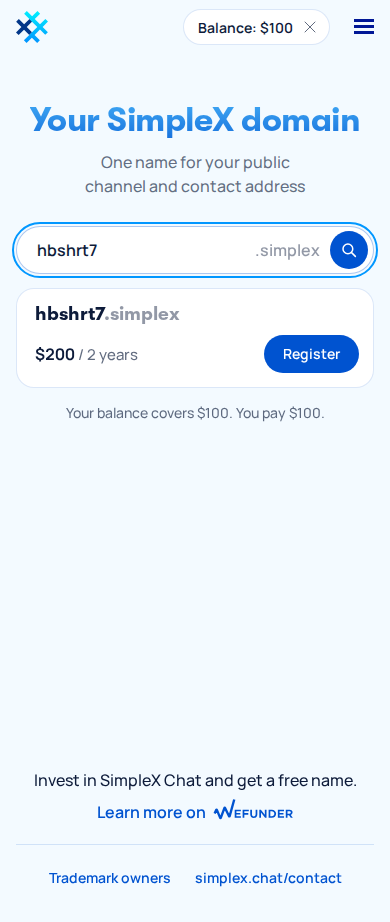 Balance: $100
Your SimpleX domain
One name for your public
channel and contact address
hbshrt7 .simplex
hbshrt7.simplex
$200 / 2 years Register
Your balance covers $100. You pay $100.
Invest in SimpleX Chat and get a free name.
Learn more on WEFUNDER
Trademark owners simplex.chat/contact